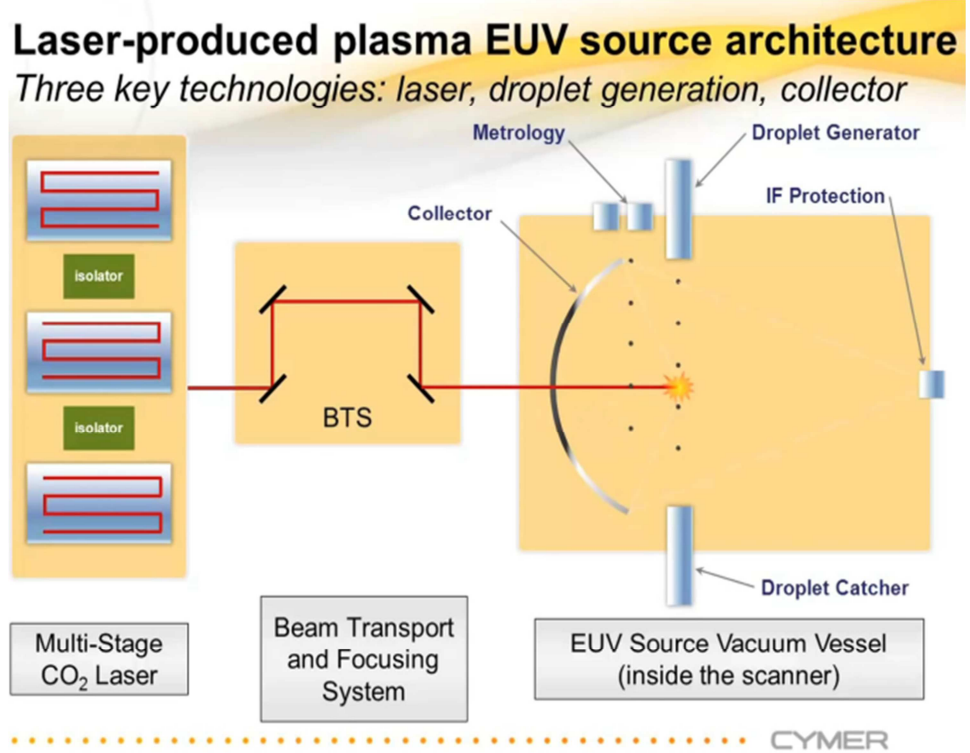 Laser-produced plasma EUV source architecture
Three key technologies: laser, droplet generation, collector
Metrology
Droplet Generator
IF Protection
Collector
isolator
isolator
BTS
Droplet Catcher
Multi-Stage
CO₂ Laser
Beam Transport
and Focusing
System
EUV Source Vacuum Vessel
(inside the scanner)
CYMER